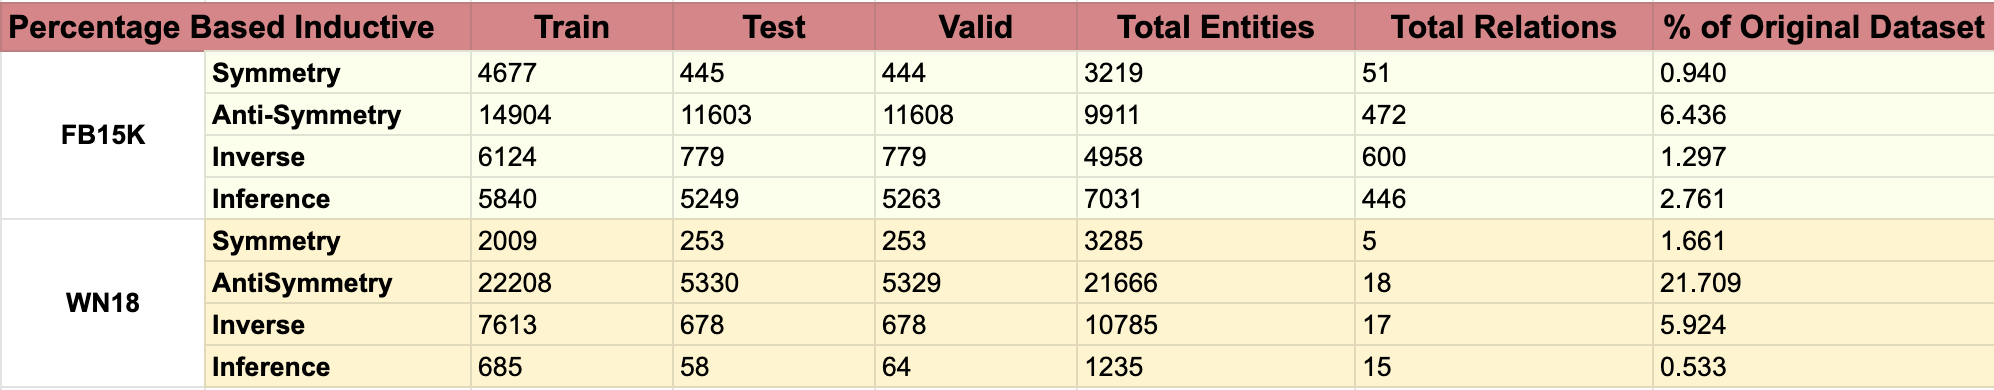 Percentage Based Inductive Train Test Valid Total Entities Total Relations % of Original Dataset
FB15K
Symmetry 4677 445 444 3219 51 0.940
Anti-Symmetry 14904 11603 11608 9911 472 6.436
Inverse 6124 779 779 4958 600 1.297
Inference 5840 5249 5263 7031 446 2.761
WN18
Symmetry 2009 253 253 3285 5 1.661
AntiSymmetry 22208 5330 5329 21666 18 21.709
Inverse 7613 678 678 10785 17 5.924
Inference 685 58 64 1235 15 0.533